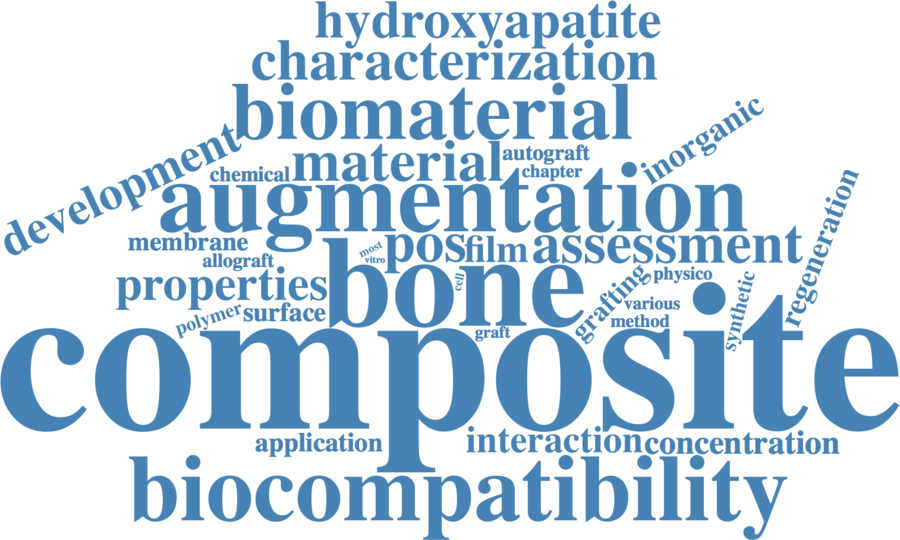 hydroxyapatite
characterization
biomaterial
inorganic
development
material
autograft
chemical
chapter
augmentation
regeneration
membrane
most
pos
film
assessment
allograft
vitro
bone
cell
grafting
physico
properties
synthetic
polymer
surface
various
method
graft
composite
application
interaction
concentration
biocompatibility